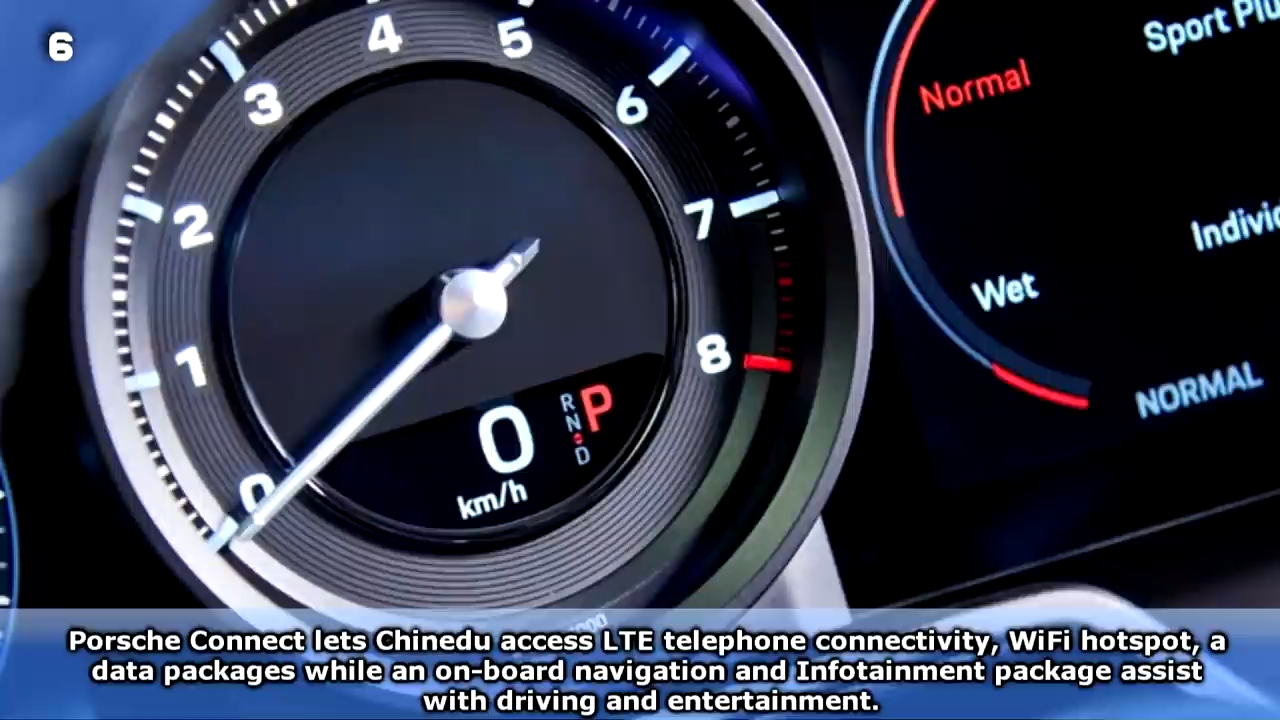 6
4
5
3
6
2
7
1
8
0
Normal
Sport Plu
Individ
Wet
NORMAL
0
km/h
R
N
P
D
Porsche Connect lets Chinedu access LTE telephone connectivity, WiFi hotspot, a
data packages while an on-board navigation and Infotainment package assist
with driving and entertainment.